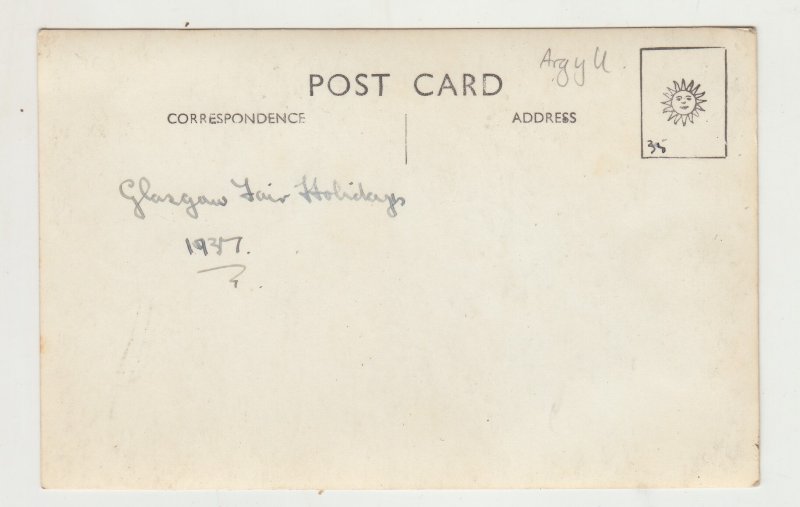 Argyll.
POST CARD
CORRESPONDENCE
ADDRESS
35
Glasgow Fair Holidays
1937.